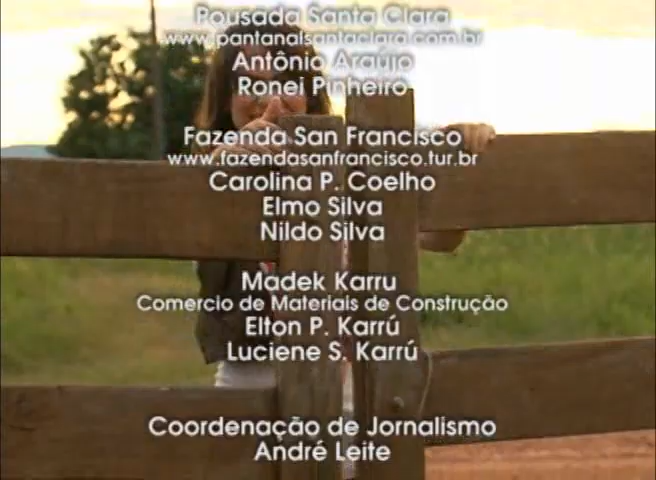 Pousada Santa Clara
www.pantanalsantaclara.com.br
Antônio Araújo
Ronei Pinheiro
Fazenda San Francisco
www.fazendasanfrancisco.tur.br
Carolina P. Coelho
Elmo Silva
Nildo Silva
Madek Karru
Comercio de Materiais de Construção
Elton P. Karrú
Luciene S. Karrú
Coordenação de Jornalismo
André Leite